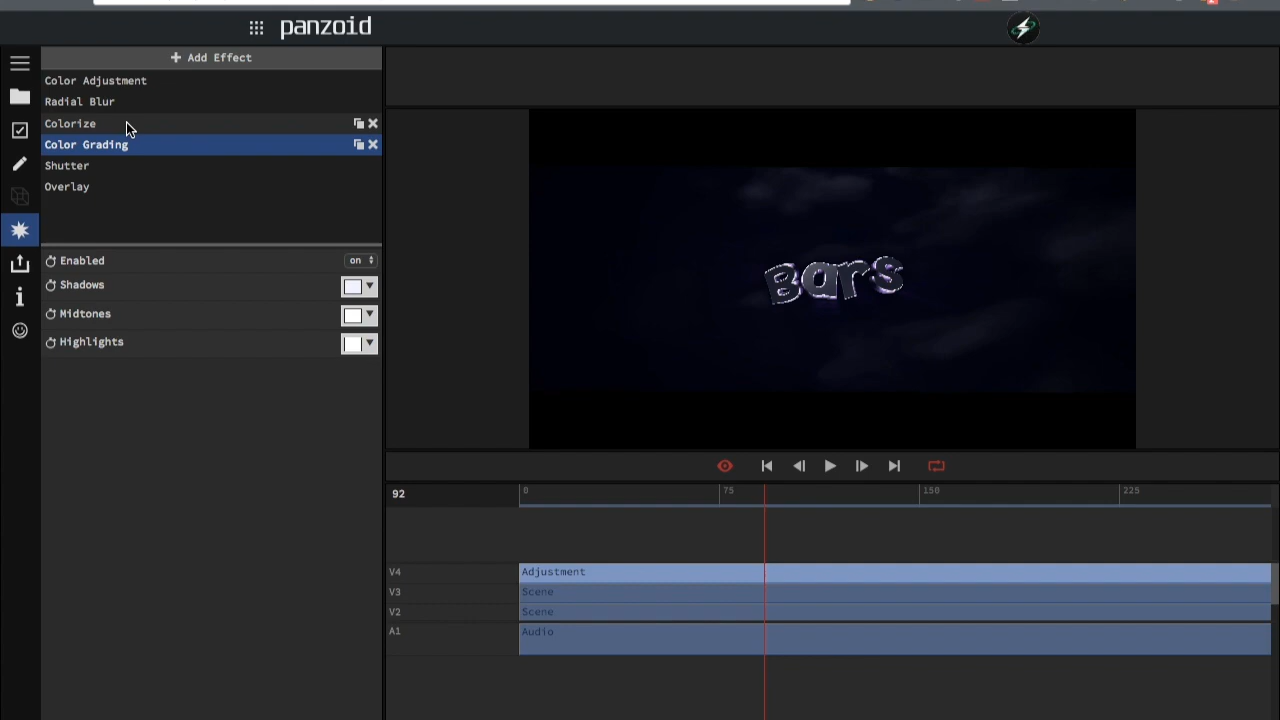 panzoid
+ Add Effect
Color Adjustment
Radial Blur
Colorize
Color Grading
Shutter
Overlay
Enabled
on
Shadows
Midtones
Highlights
Bars
92
0
75
150
225
V4
Adjustment
V3
Scene
V2
Scene
A1
Audio